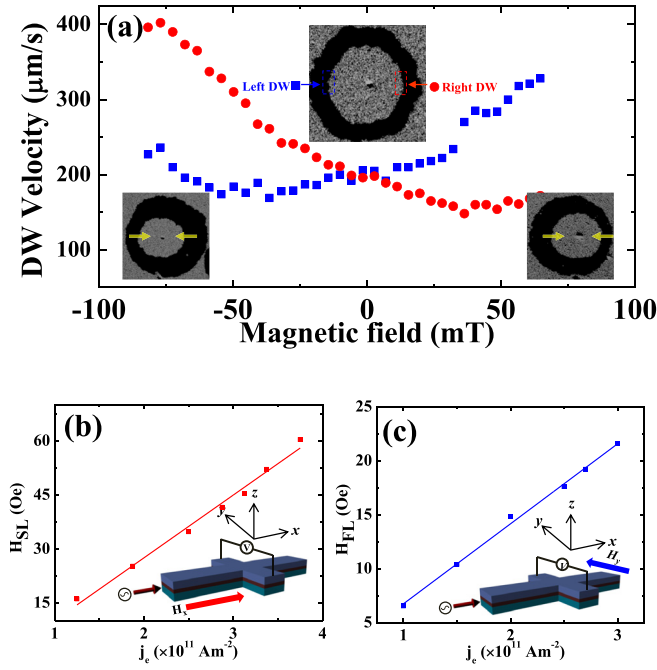 (a)
400
300
200
100
DW Velocity (μm/s)
Left DW
Right DW
-100
-50
0
50
100
Magnetic field (mT)
(b)
60
45
30
15
H_SL (Oe)
z
y
x
V
H_x
1
2
3
4
j_e (×10^11 Am^-2)
(c)
25
20
15
10
5
H_FL (Oe)
z
y
x
H_y
1
2
3
j_e (×10^11 Am^-2)